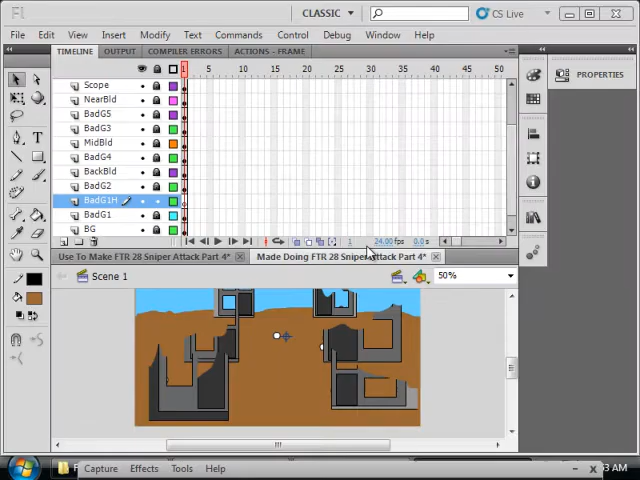 Fl CLASSIC CS Live
File Edit View Insert Modify Text Commands Control Debug Window Help
TIMELINE OUTPUT COMPILER ERRORS ACTIONS - FRAME
PROPERTIES
1 5 10 15 20 25 30 35 40 45 50
Scope
NearBld
BadG5
BadG3
MidBld
BadG4
BackBld
BadG2
BadG1H
BadG1
BG
1 24.00 fps 0.0 s
Use To Make FTR 28 Sniper Attack Part 4* Made Doing FTR 28 Sniper Attack Part 4*
Scene 1 50%
Capture Effects Tools Help